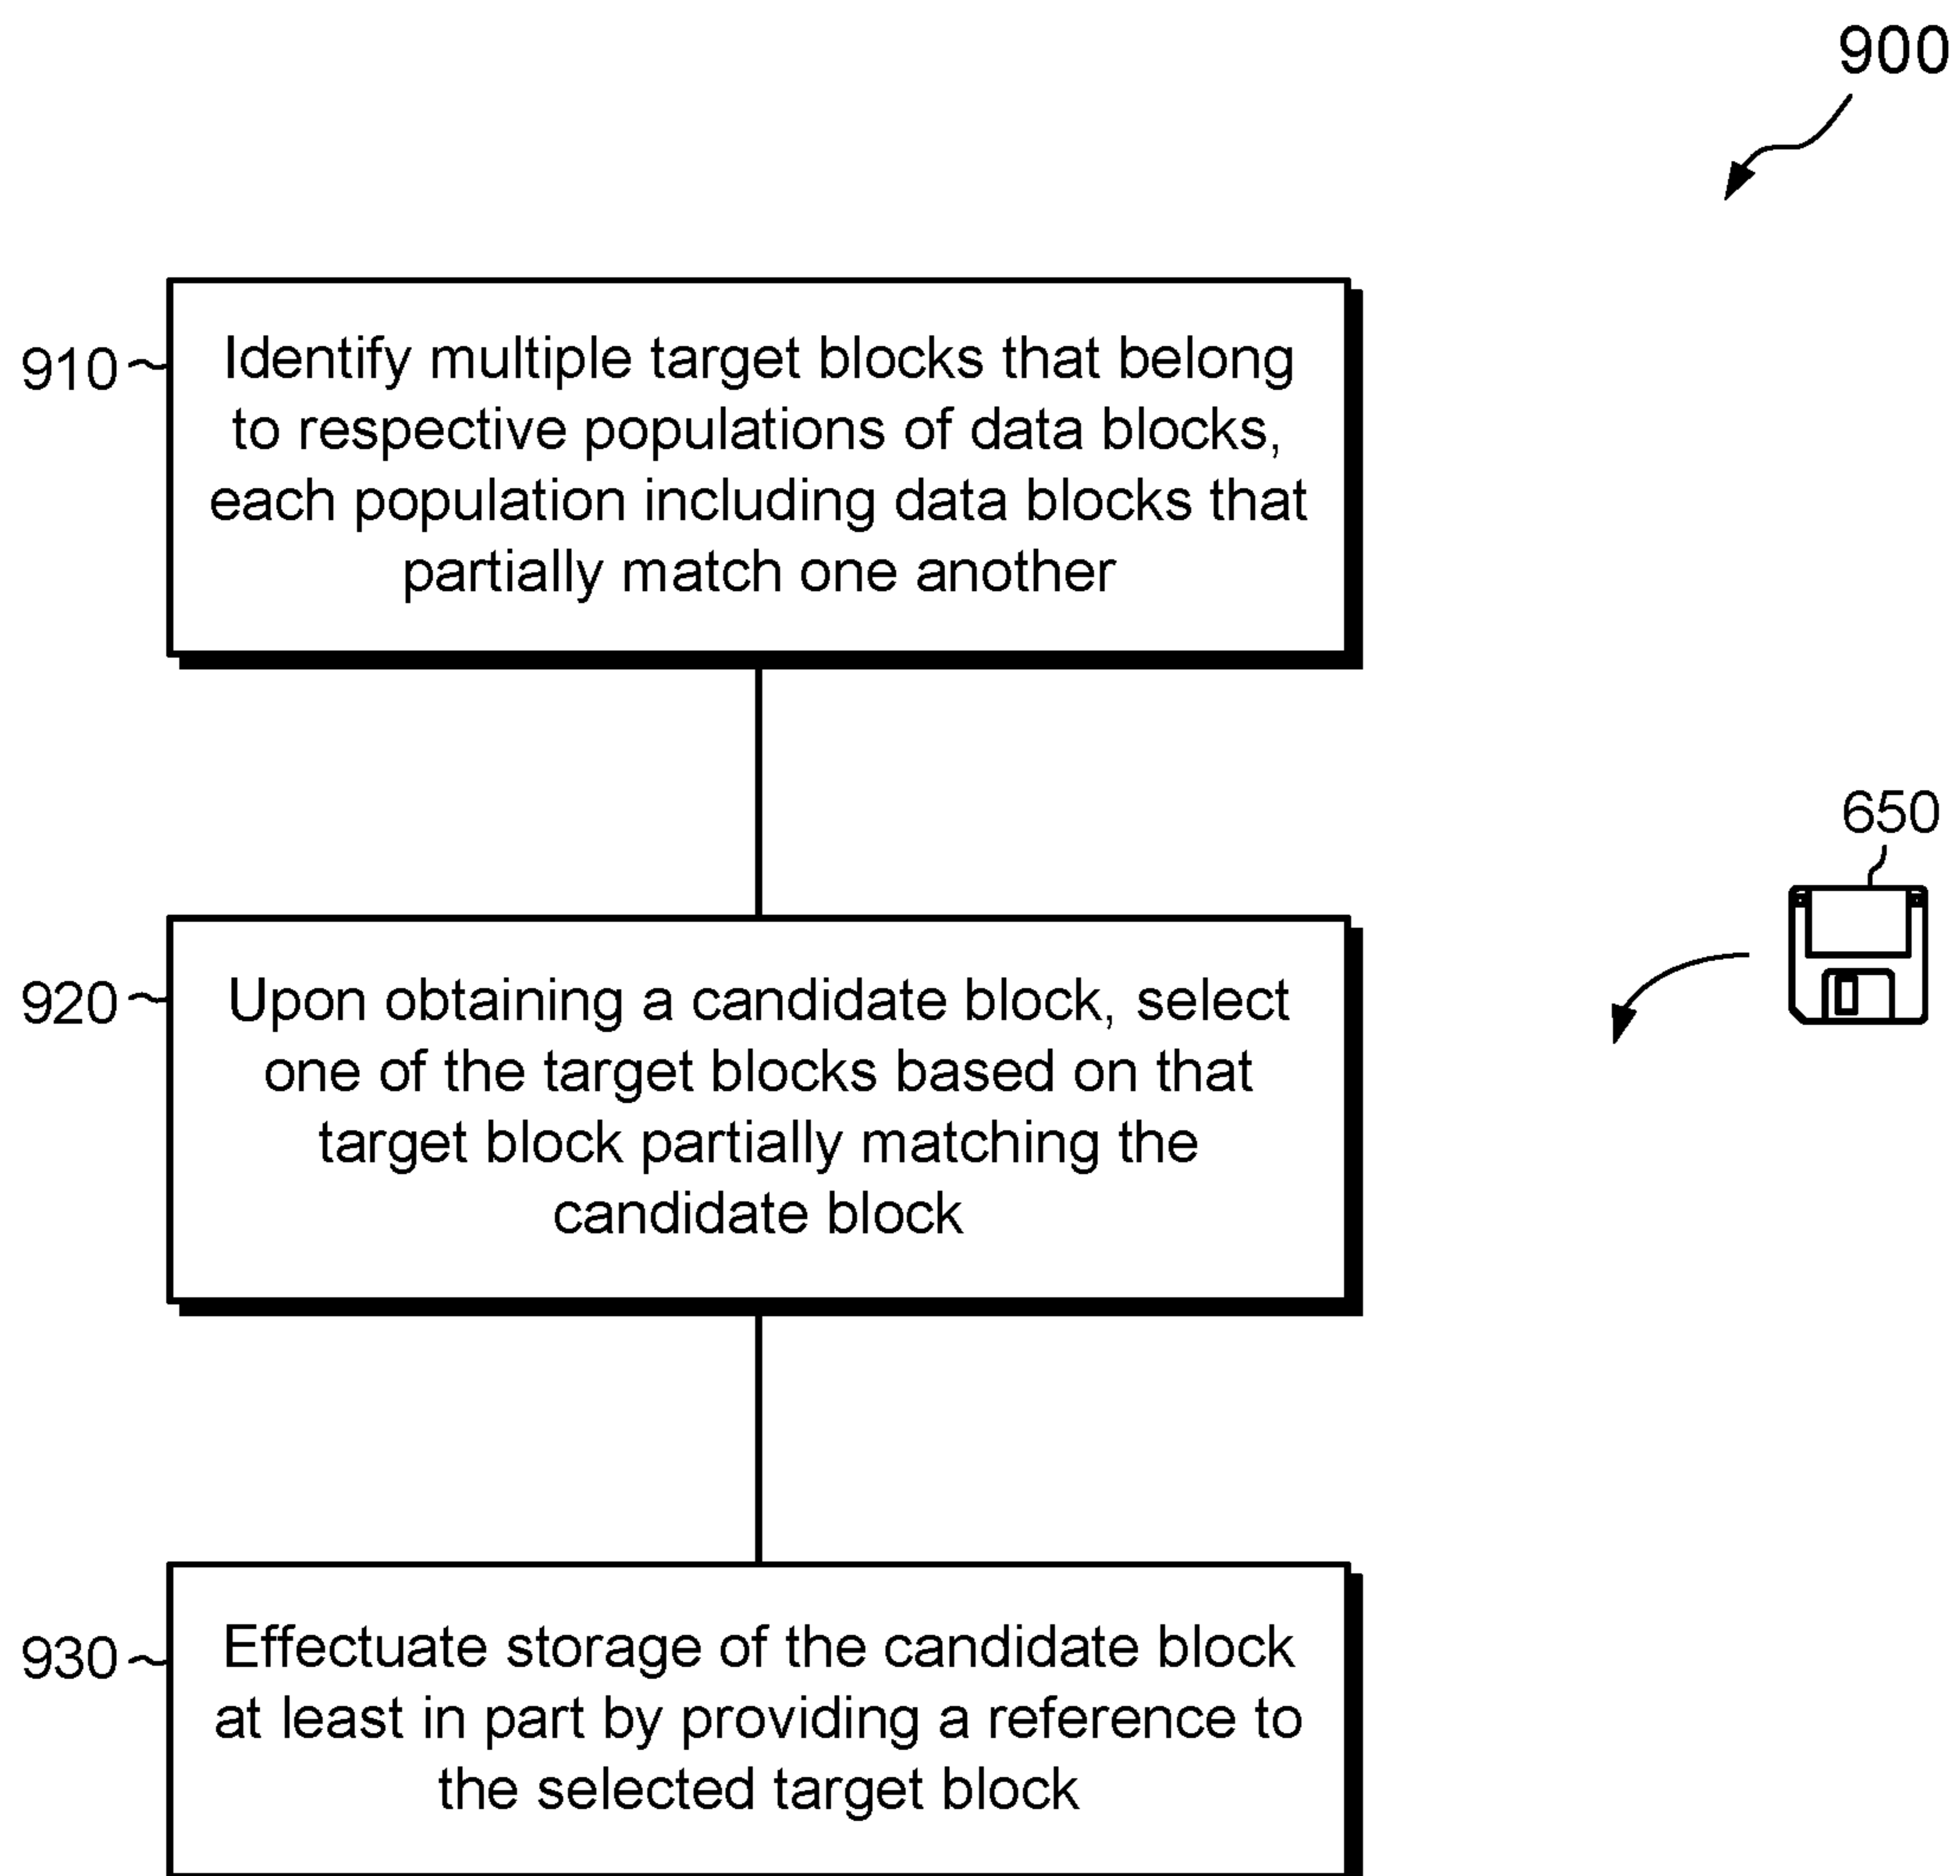 900
910
Identify multiple target blocks that belong
to respective populations of data blocks,
each population including data blocks that
partially match one another
650
920
Upon obtaining a candidate block, select
one of the target blocks based on that
target block partially matching the
candidate block
930
Effectuate storage of the candidate block
at least in part by providing a reference to
the selected target block